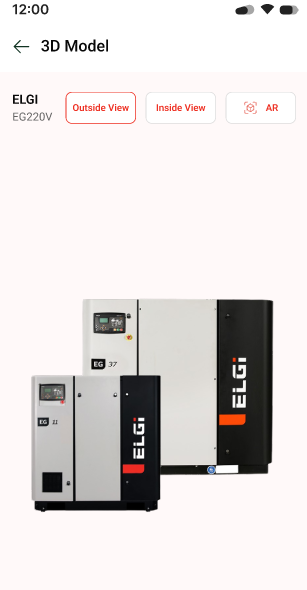 12:00
3D Model
ELGI
EG220V
Outside View
Inside View
AR
EG 37
ELGi
EG 11
ELGi